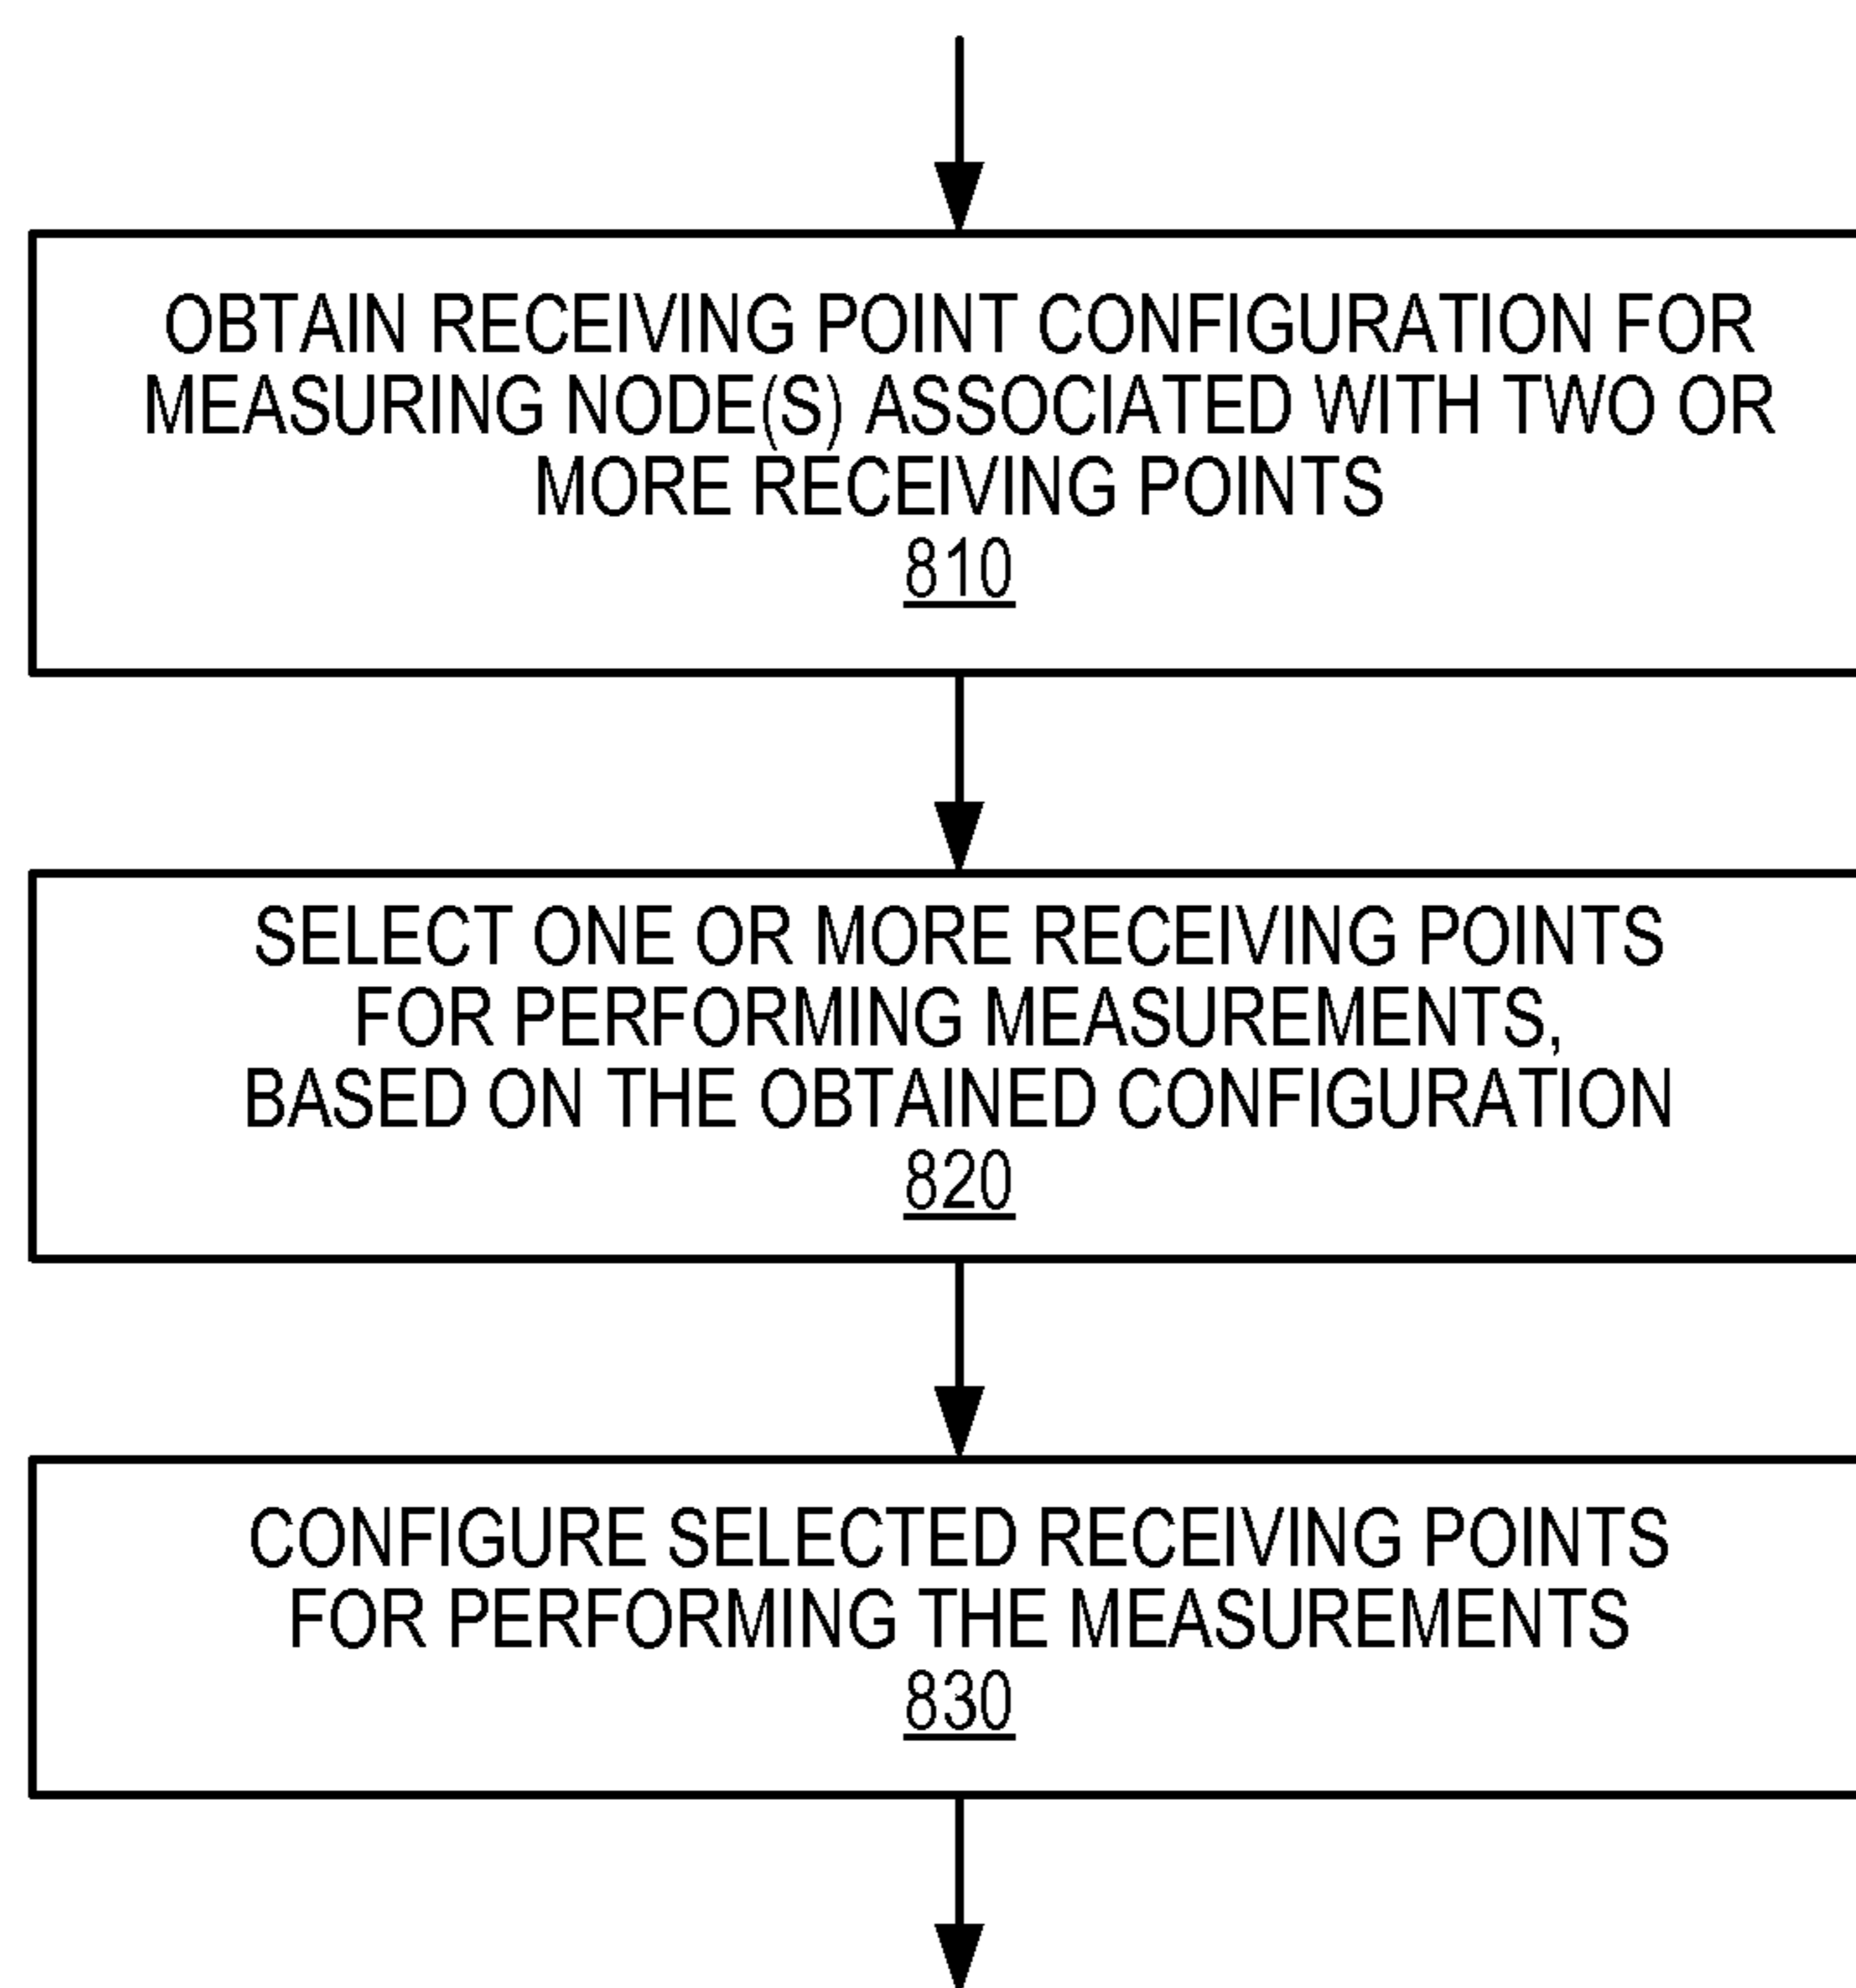 OBTAIN RECEIVING POINT CONFIGURATION FOR
MEASURING NODE(S) ASSOCIATED WITH TWO OR
MORE RECEIVING POINTS
810
SELECT ONE OR MORE RECEIVING POINTS
FOR PERFORMING MEASUREMENTS,
BASED ON THE OBTAINED CONFIGURATION
820
CONFIGURE SELECTED RECEIVING POINTS
FOR PERFORMING THE MEASUREMENTS
830